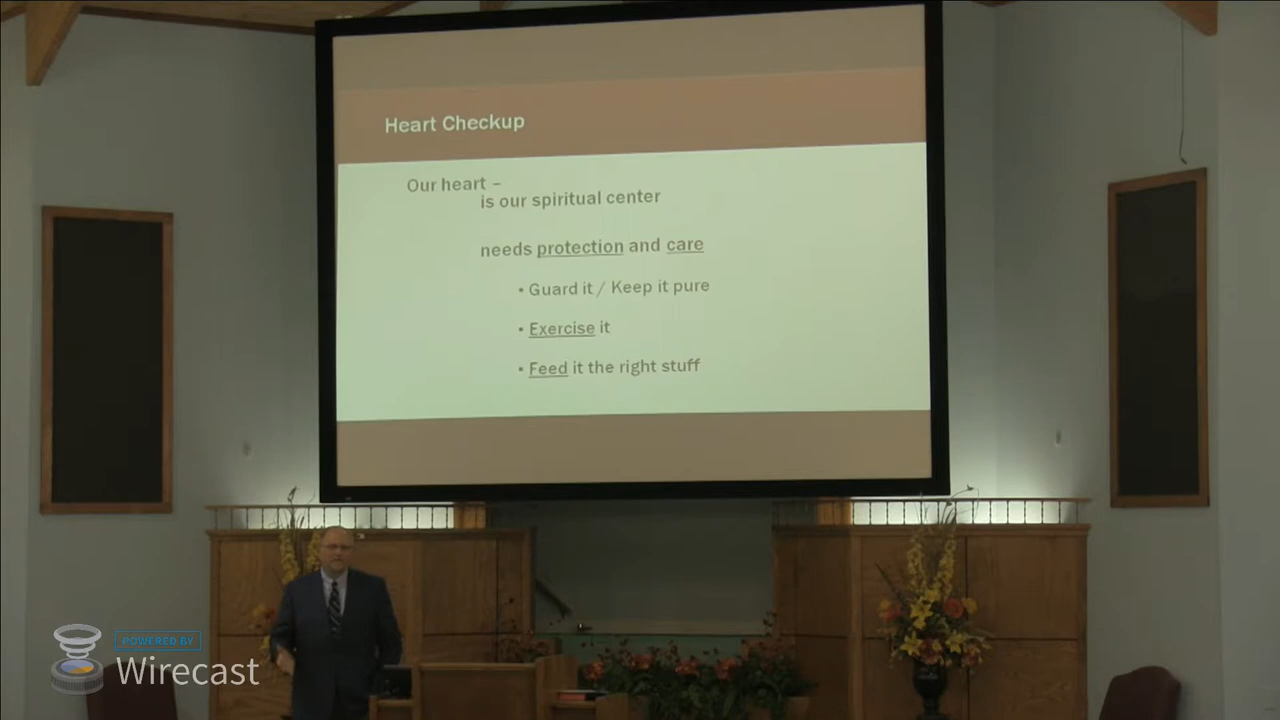 Heart Checkup
Our heart –
is our spiritual center
needs protection and care
• Guard it / Keep it pure
• Exercise it
• Feed it the right stuff
POWERED BY
Wirecast